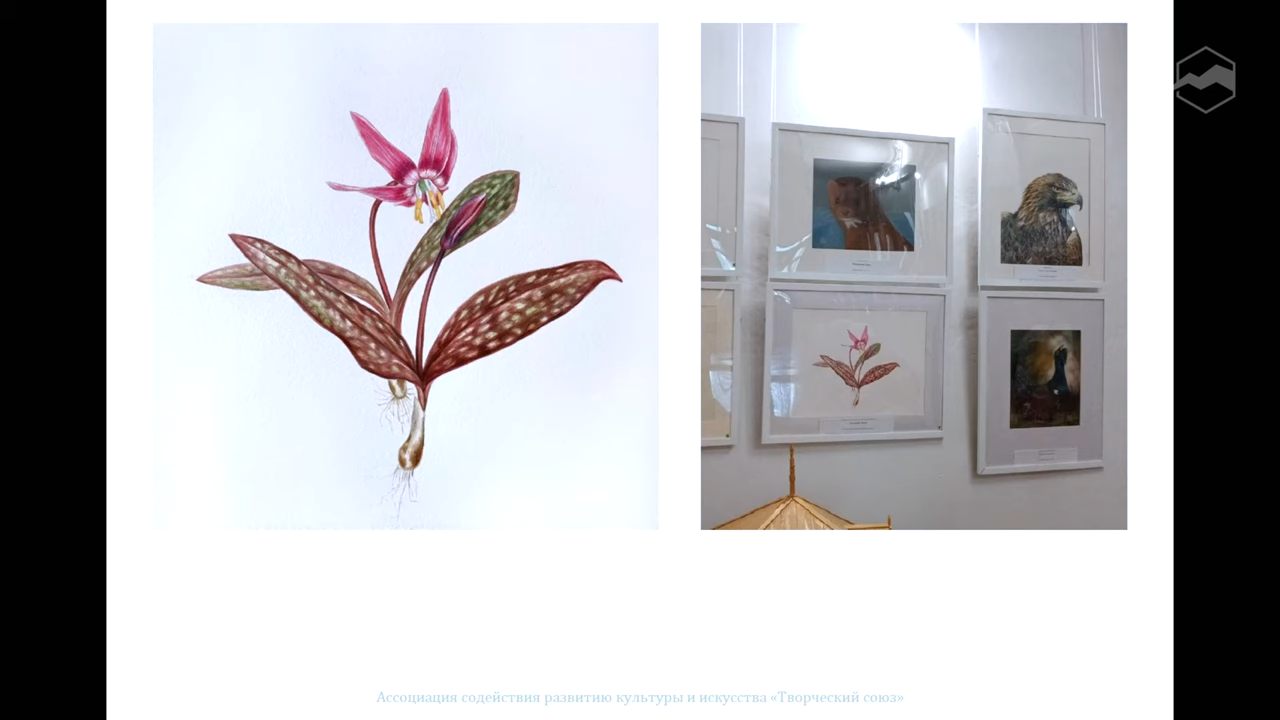 Ассоциация содействия развитию культуры и искусства «Творческий союз»